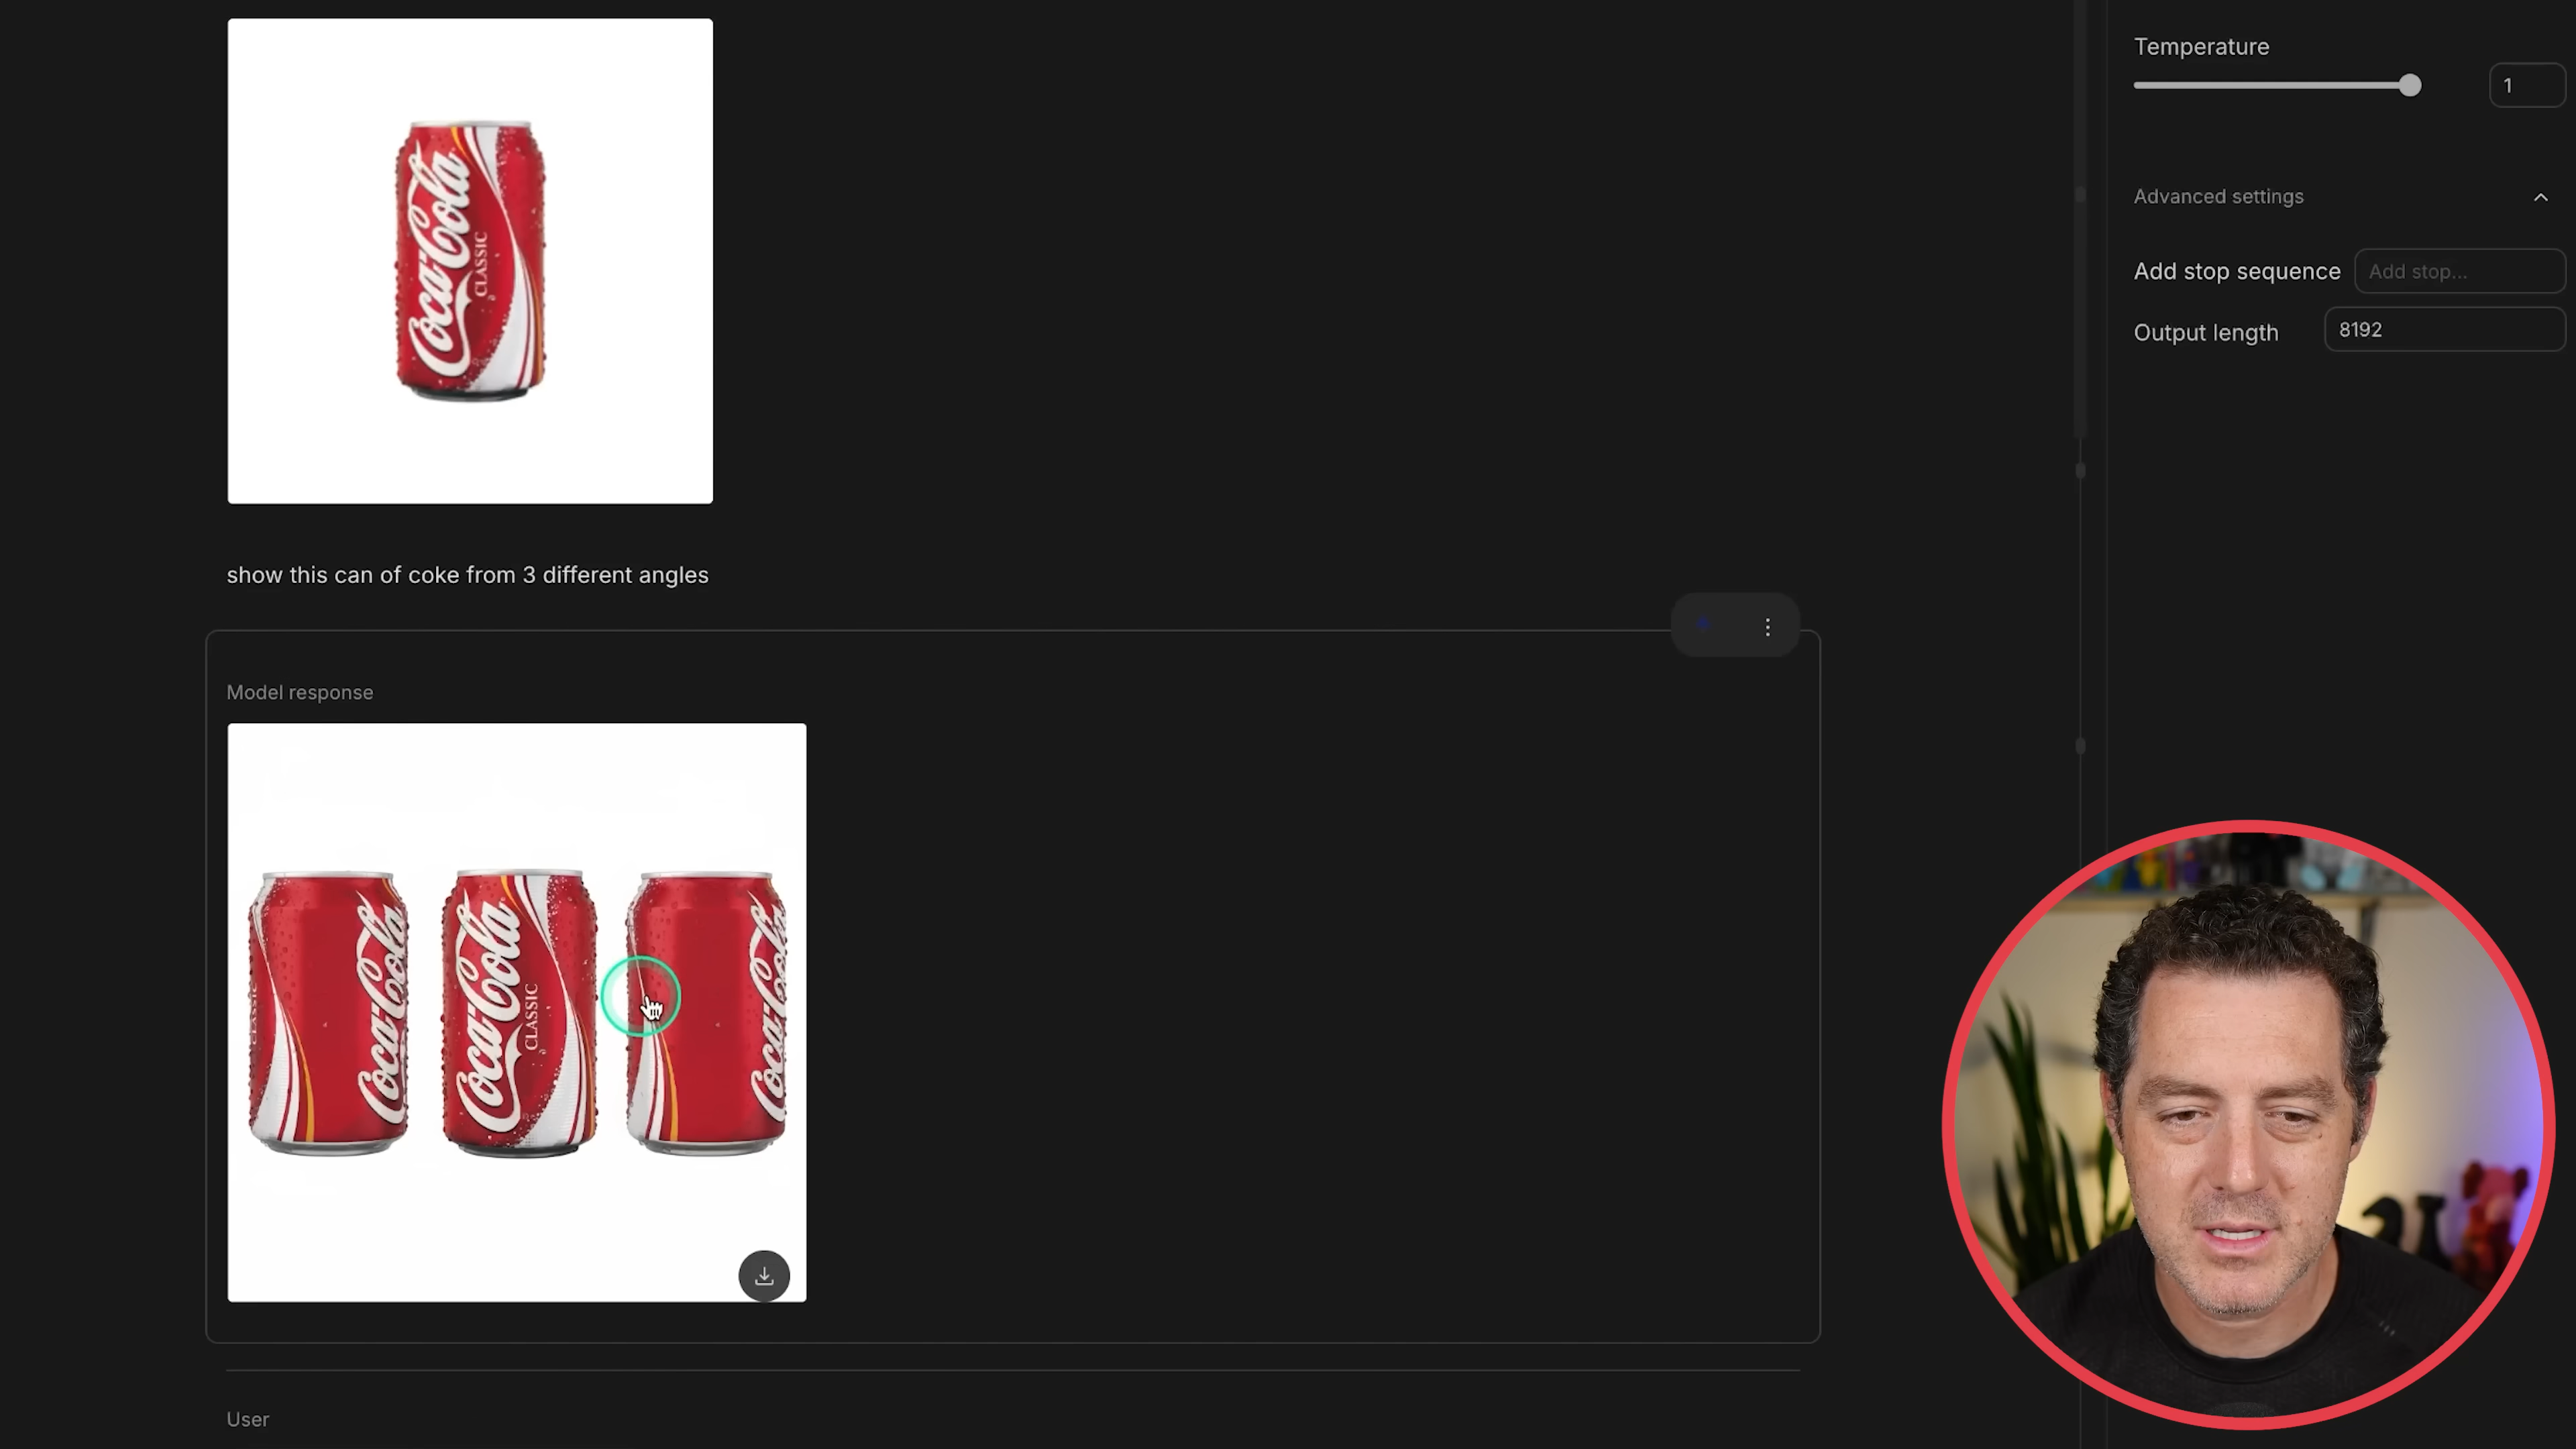 Temperature
1
Advanced settings
Add stop sequence
Add stop...
Output length
8192
Coca-Cola
CLASSIC
show this can of coke from 3 different angles
Model response
CLASSIC
Coca-Cola
Coca-Cola
CLASSIC
Coca-Cola
User